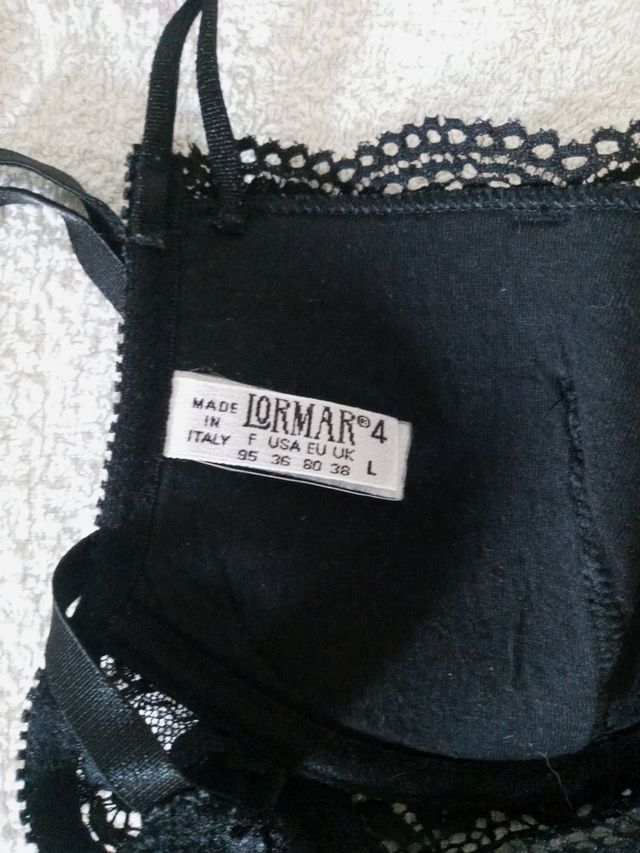 MADE IN ITALY
LORMAR® 4
F USA EU UK
95 36 80 38 L